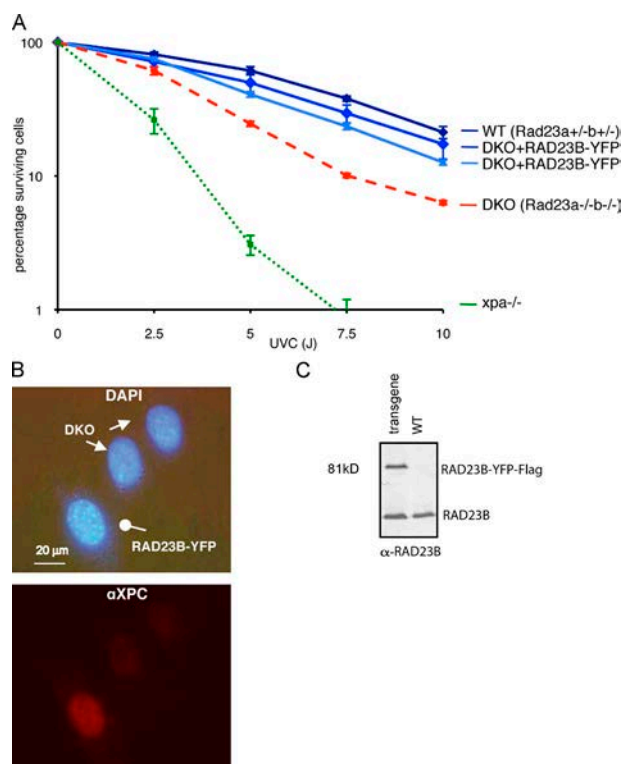 A
percentage surviving cells
100
10
1
0
2.5
5
7.5
10
UVC (J)
WT (Rad23a+/-b+/-)
DKO+RAD23B-YFP
DKO+RAD23B-YFP
DKO (Rad23a-/-b-/-)
xpa-/-
B
DAPI
DKO
RAD23B-YFP
20 µm
αXPC
C
transgene
WT
81kD
RAD23B-YFP-Flag
RAD23B
α-RAD23B